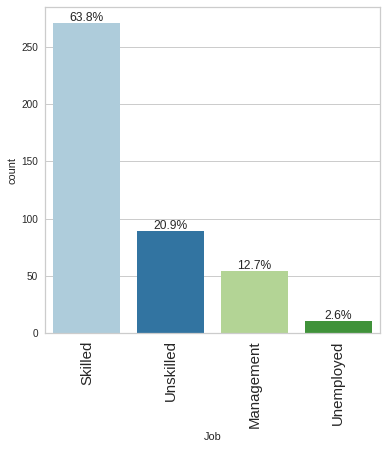 63.8%
250
200
150
100
50
0
count
20.9%
12.7%
2.6%
Skilled
Unskilled
Management
Unemployed
Job